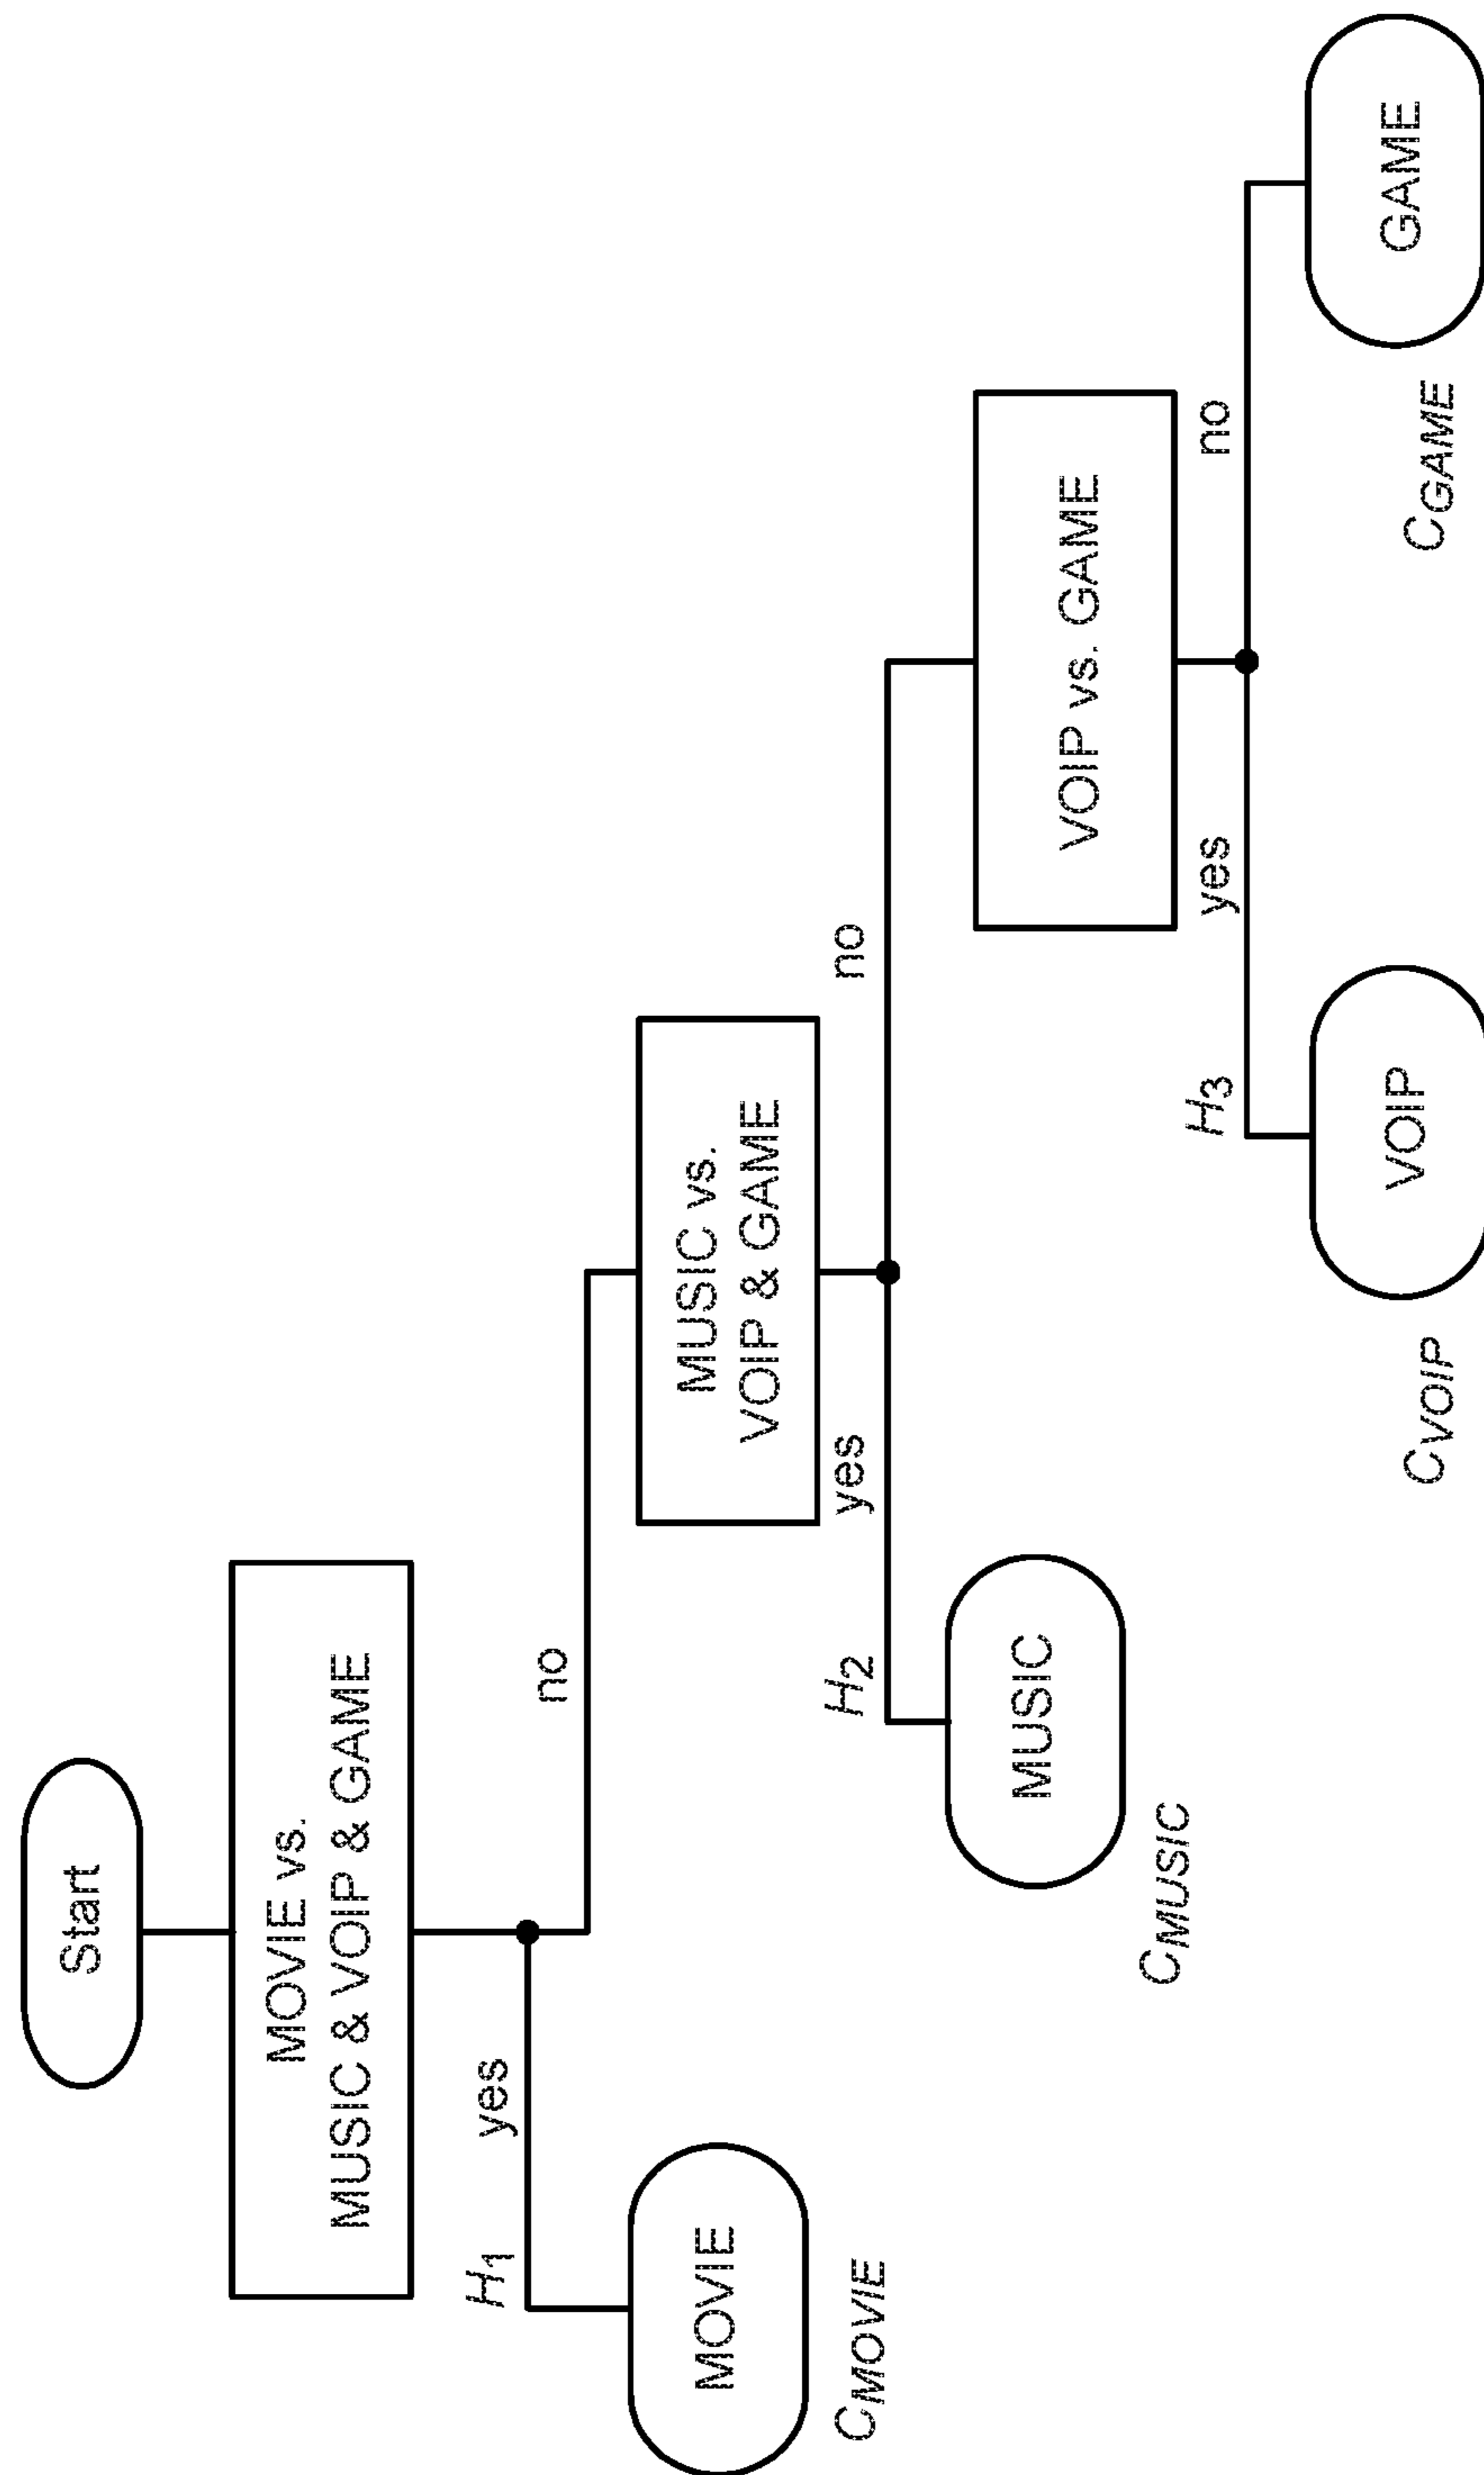 Start
MOVIE vs.
MUSIC & VOIP & GAME
H1
yes
no
MOVIE
CMOVIE
MUSIC vs.
VOIP & GAME
H2
yes
no
MUSIC
CMUSIC
VOIP vs. GAME
H3
yes
no
VOIP
CVOIP
GAME
CGAME